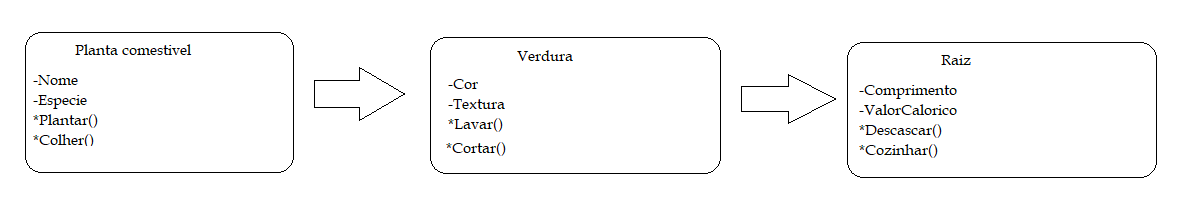 Planta comestivel
-Nome
-Especie
*Plantar()
*Colher()
Verdura
-Cor
-Textura
*Lavar()
*Cortar()
Raiz
-Comprimento
-ValorCalorico
*Descascar()
*Cozinhar()